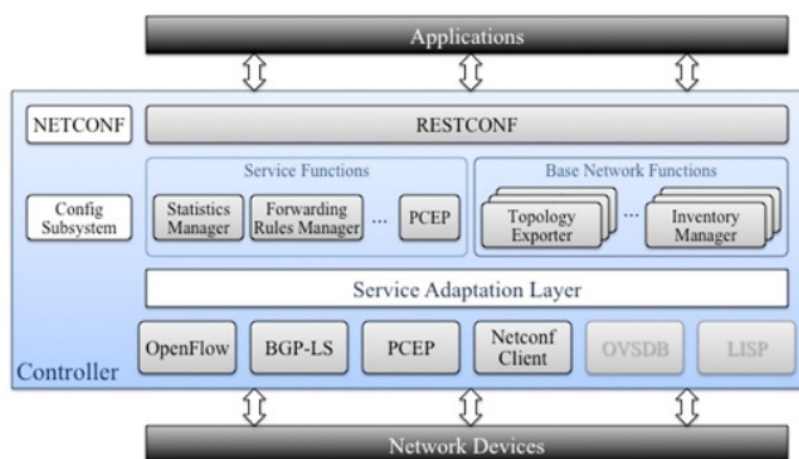 Applications
NETCONF
RESTCONF
Service Functions
Base Network Functions
Config
Subsystem
Statistics
Manager
Forwarding
Rules Manager
...
PCEP
Topology
Exporter
...
Inventory
Manager
Service Adaptation Layer
OpenFlow
BGP-LS
PCEP
Netconf
Client
OVSDB
LISP
Controller
Network Devices